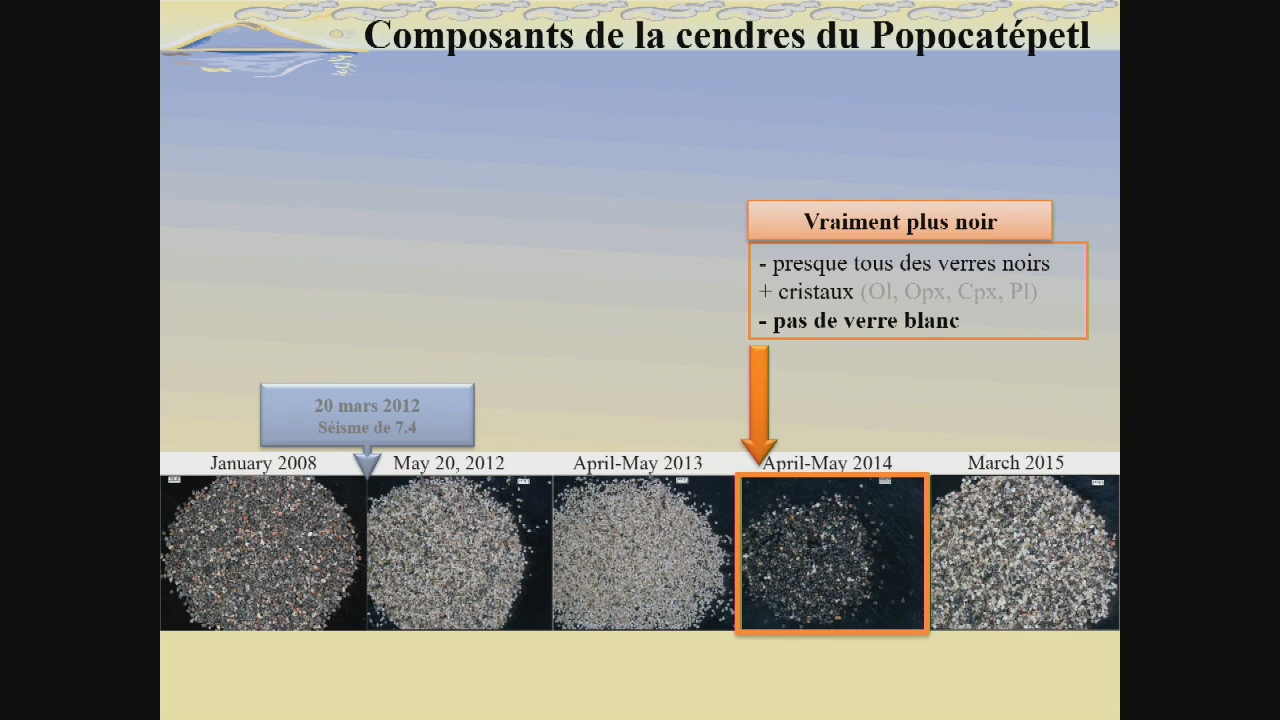 Composants de la cendres du Popocatépetl
Vraiment plus noir
- presque tous des verres noirs
+ cristaux (Ol, Opx, Cpx, Pl)
- pas de verre blanc
20 mars 2012
Séisme de 7.4
January 2008
May 20, 2012
April-May 2013
April-May 2014
March 2015